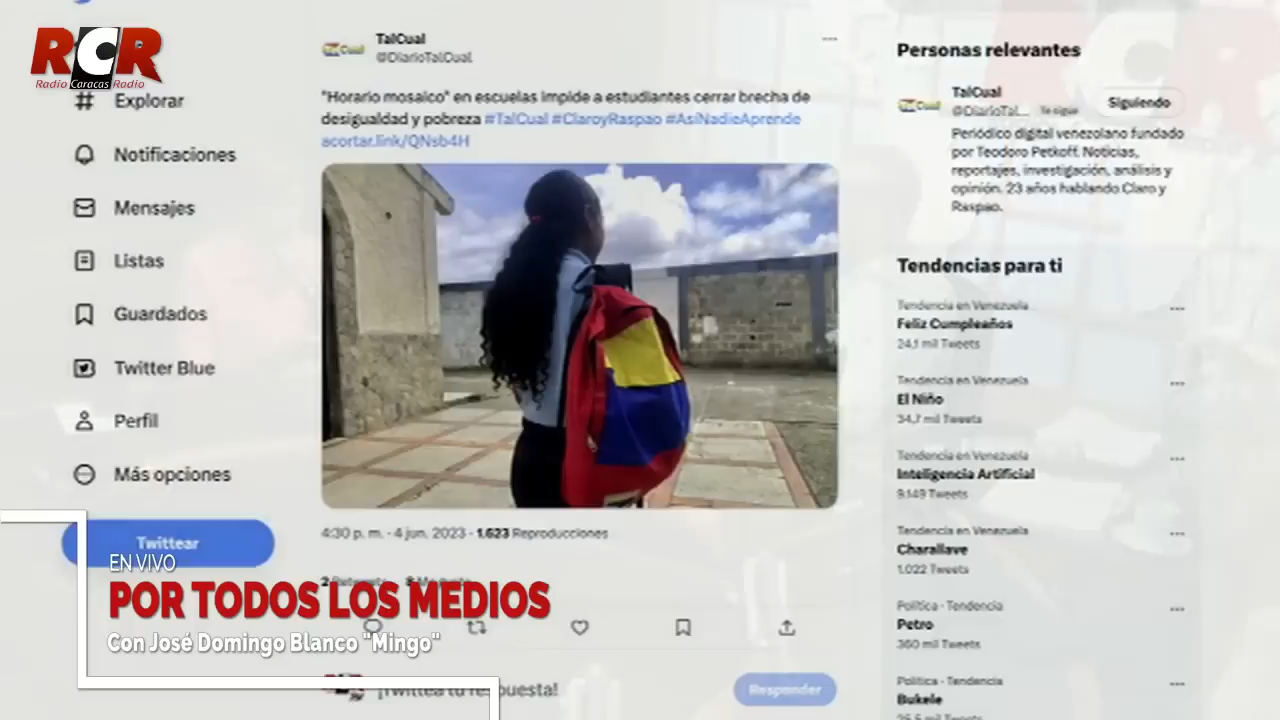 RCR
Radio Caracas Radio
Explorar
Notificaciones
Mensajes
Listas
Guardados
Twitter Blue
Perfil
Más opciones
Twittear
TalCual
@DiarioTalCual
"Horario mosaico" en escuelas impide a estudiantes cerrar brecha de
desigualdad y pobreza #TalCual #ClaroyRaspao #AsíNadieAprende
acortar.link/QNsb4H
4:30 p. m. · 4 jun. 2023 · 1.623 Reproducciones
2 Retweets
¡Twittea tu respuesta!
Responder
Personas relevantes
TalCual
@DiarioTal... Te sigue
Siguiendo
Periódico digital venezolano fundado
por Teodoro Petkoff. Noticias,
reportajes, investigación, análisis y
opinión. 23 años hablando Claro y
Raspao.
Tendencias para ti
Tendencia en Venezuela
Feliz Cumpleaños
24,1 mil Tweets
Tendencia en Venezuela
El Niño
34,7 mil Tweets
Tendencia en Venezuela
Inteligencia Artificial
9.149 Tweets
Tendencia en Venezuela
Charallave
1.022 Tweets
Política · Tendencia
Petro
360 mil Tweets
Política · Tendencia
Bukele
EN VIVO
POR TODOS LOS MEDIOS
Con José Domingo Blanco "Mingo"